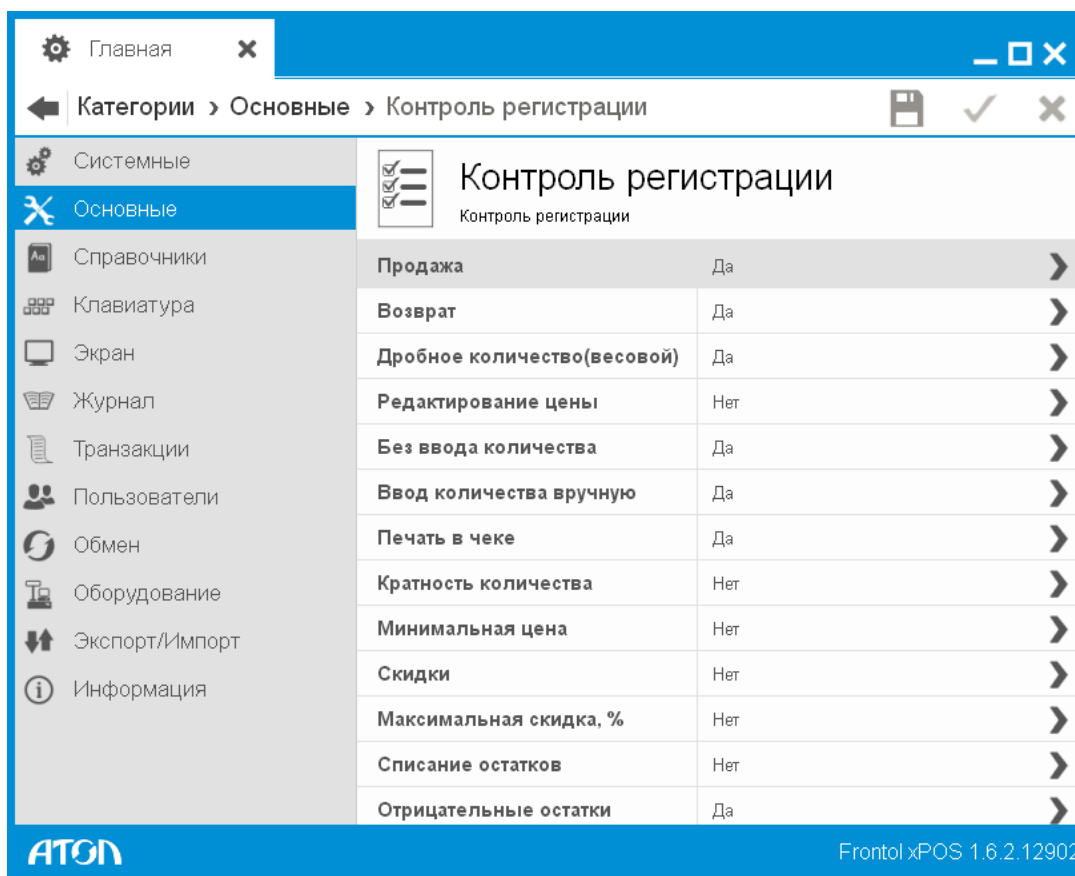 Главная
Категории › Основные › Контроль регистрации
Системные
Основные
Справочники
Клавиатура
Экран
Журнал
Транзакции
Пользователи
Обмен
Оборудование
Экспорт/Импорт
Информация
Контроль регистрации
Контроль регистрации
Продажа Да
Возврат Да
Дробное количество(весовой) Да
Редактирование цены Нет
Без ввода количества Да
Ввод количества вручную Да
Печать в чеке Да
Кратность количества Нет
Минимальная цена Нет
Скидки Нет
Максимальная скидка, % Нет
Списание остатков Нет
Отрицательные остатки Да
АТОЛ
Frontol xPOS 1.6.2.12902